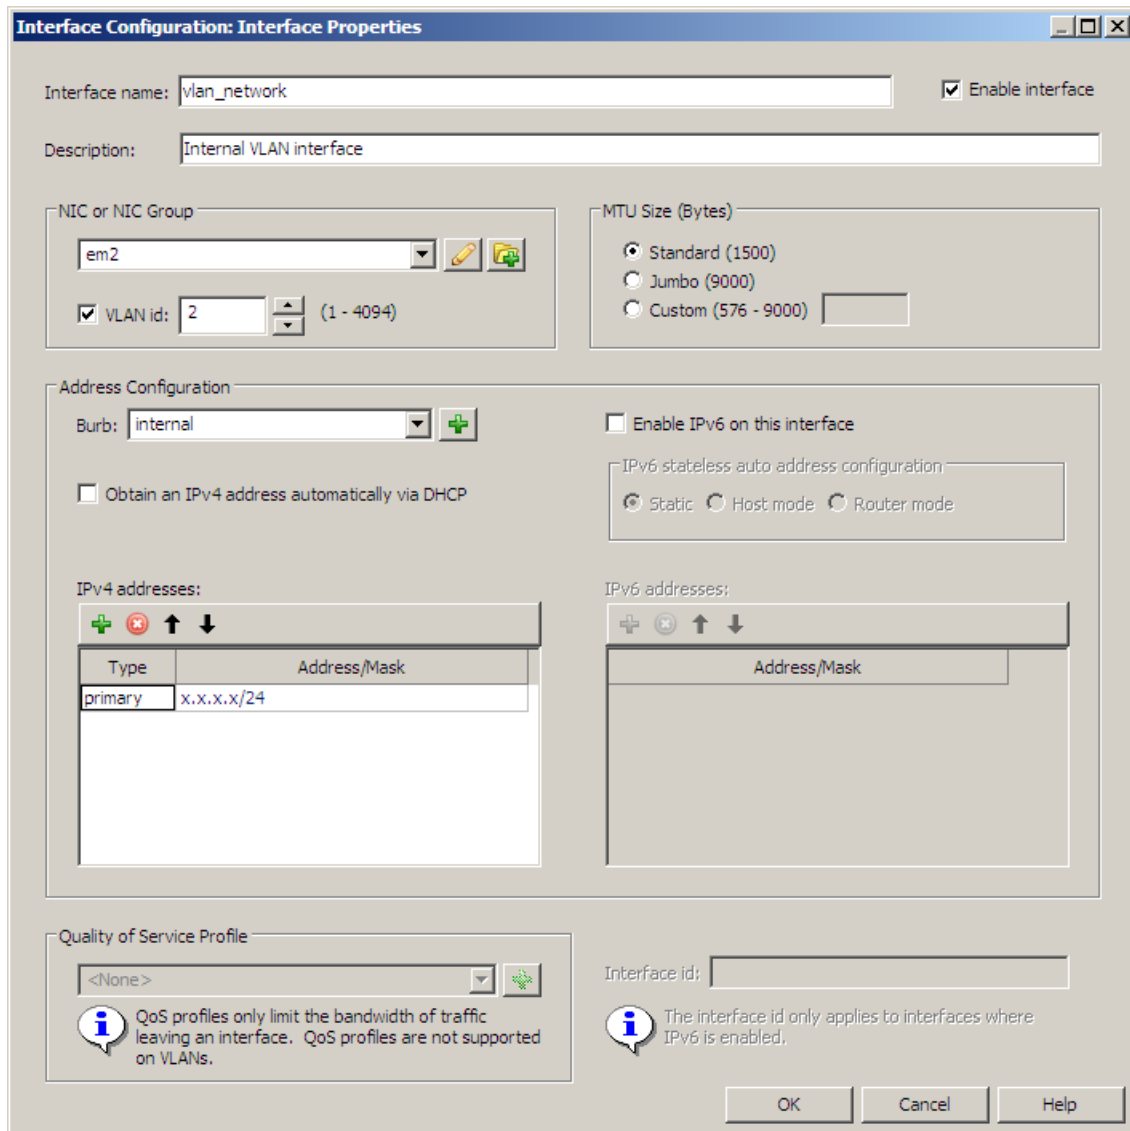 Interface Configuration: Interface Properties
Interface name: vlan_network
Enable interface
Description: Internal VLAN interface
NIC or NIC Group
em2
VLAN id: 2 (1 - 4094)
MTU Size (Bytes)
Standard (1500)
Jumbo (9000)
Custom (576 - 9000)
Address Configuration
Burb: internal
Enable IPv6 on this interface
Obtain an IPv4 address automatically via DHCP
IPv6 stateless auto address configuration
Static Host mode Router mode
IPv4 addresses:
Type Address/Mask
primary x.x.x.x/24
IPv6 addresses:
Address/Mask
Quality of Service Profile
<None>
QoS profiles only limit the bandwidth of traffic
leaving an interface. QoS profiles are not supported
on VLANs.
Interface id:
The interface id only applies to interfaces where
IPv6 is enabled.
OK Cancel Help